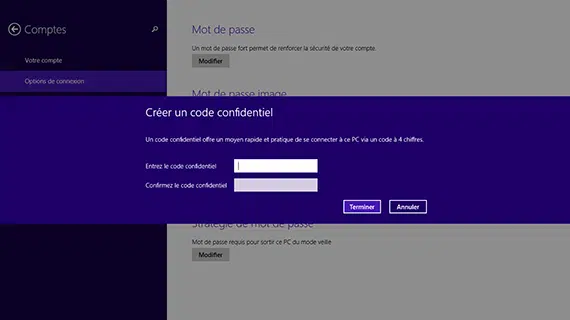 Comptes
Votre compte
Options de connexion
Mot de passe
Un mot de passe fort permet de renforcer la sécurité de votre compte.
Modifier
Mot de passe image
Créer un code confidentiel
Un code confidentiel offre un moyen rapide et pratique de se connecter à ce PC via un code à 4 chiffres.
Entrez le code confidentiel
Confirmez le code confidentiel
Terminer
Annuler
Stratégie de mot de passe
Mot de passe requis pour sortir ce PC du mode veille
Modifier